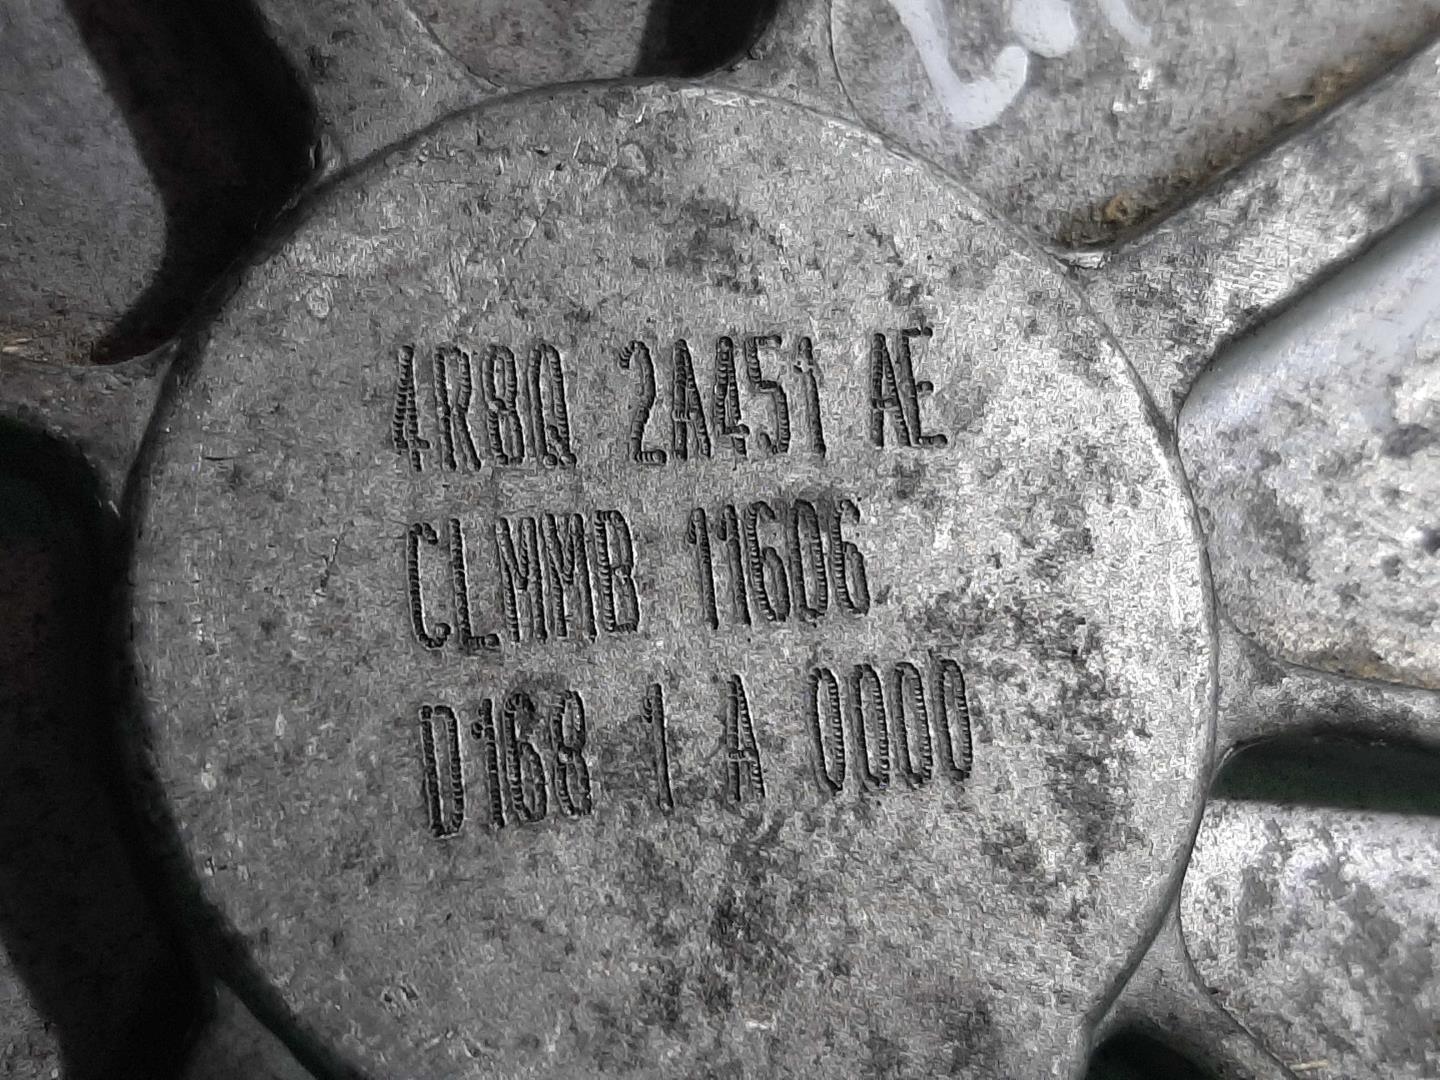 4R8Q 2A451 AE
CLMMB 11606
D168 1 A 0000